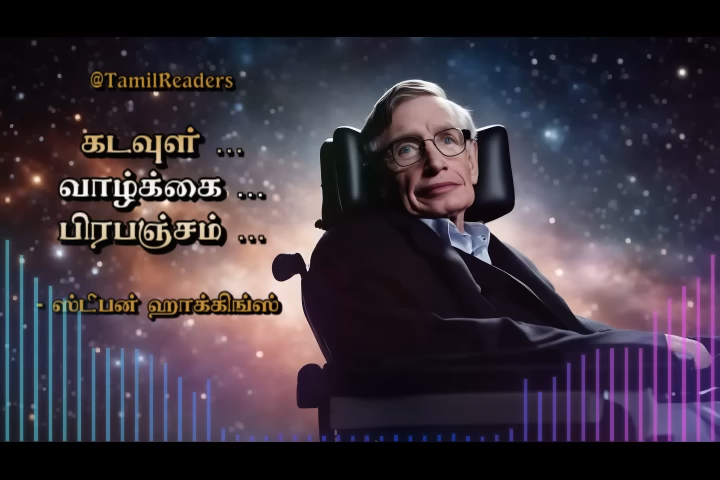 @TamilReaders
கடவுள் ...
வாழ்க்கை ...
பிரபஞ்சம் ...
- ஸ்டீபன் ஹாக்கிங்ஸ்